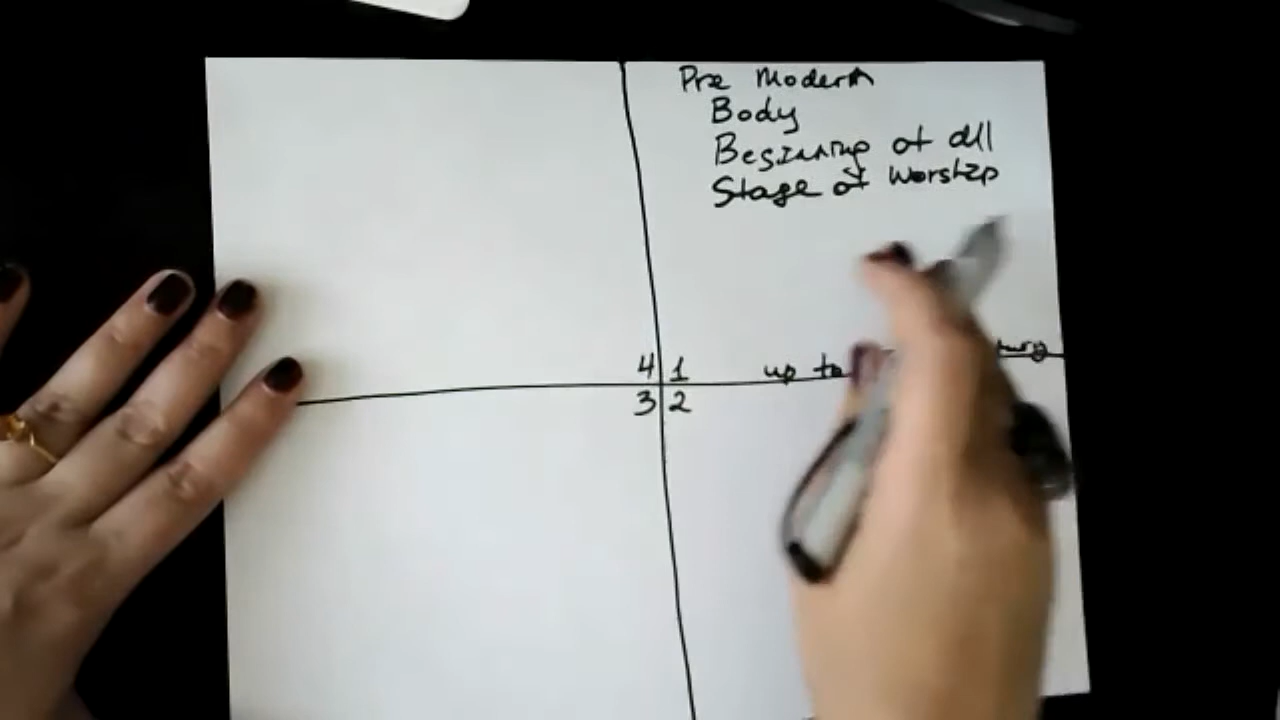 Pre Modern
Body
Beginning of all
Stage of Worship
4 1
up to
3 2